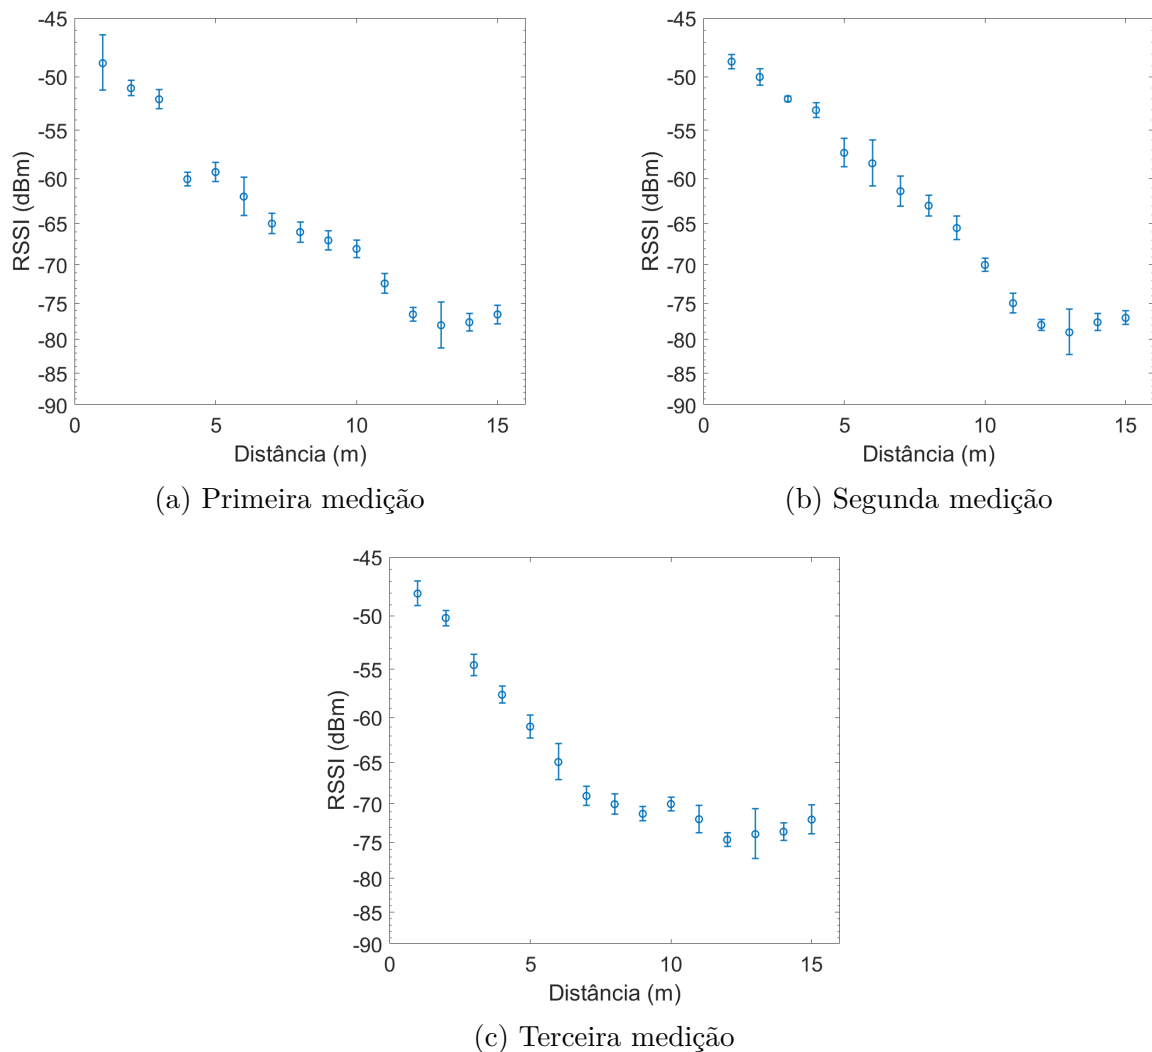 -45
-50
-55
-60
-65
-70
-75
-80
-85
-90
RSSI (dBm)
0 5 10 15
Distância (m)
(a) Primeira medição
-45
-50
-55
-60
-65
-70
-75
-80
-85
-90
RSSI (dBm)
0 5 10 15
Distância (m)
(b) Segunda medição
-45
-50
-55
-60
-65
-70
-75
-80
-85
-90
RSSI (dBm)
0 5 10 15
Distância (m)
(c) Terceira medição